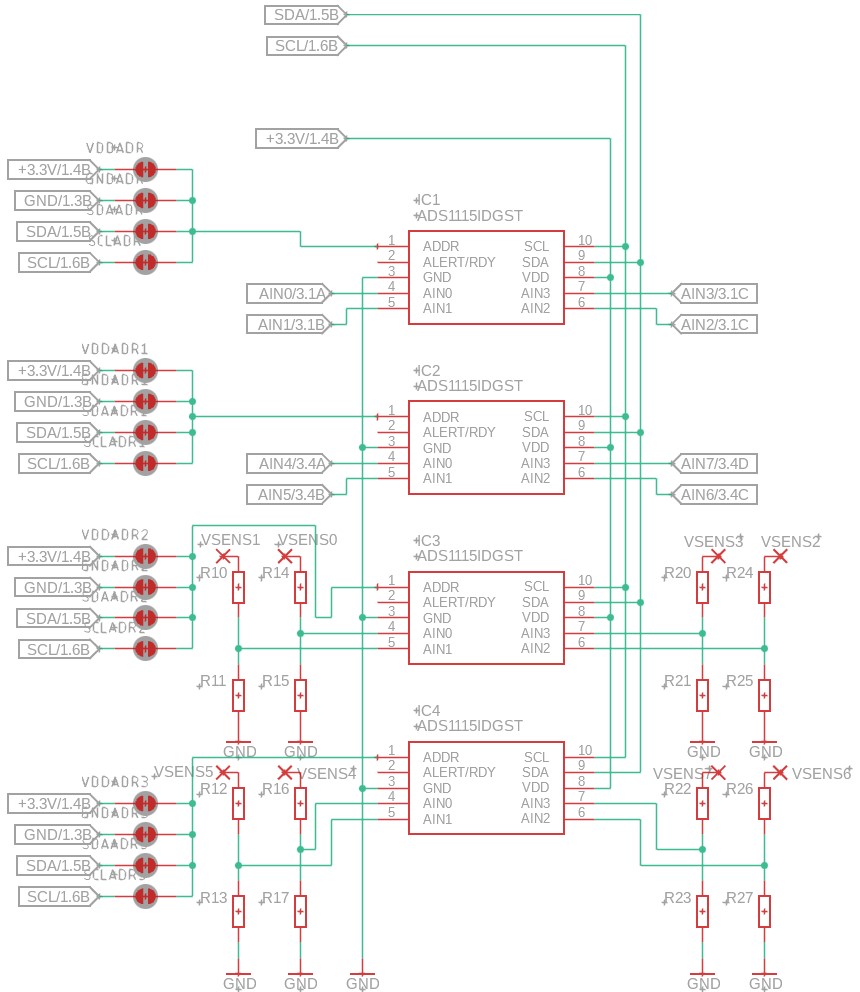 SDA/1.5B
SCL/1.6B
+3.3V/1.4B
VDDADR
+3.3V/1.4B
GNDADR
GND/1.3B
SDAADR
SDA/1.5B
SCLADR
SCL/1.6B
IC1
ADS1115IDGST
1 ADDR SCL 10
2 ALERT/RDY SDA 9
3 GND VDD 8
4 AIN0 AIN3 7
5 AIN1 AIN2 6
AIN0/3.1A
AIN1/3.1B
AIN3/3.1C
AIN2/3.1C
VDDADR1
+3.3V/1.4B
GNDADR1
GND/1.3B
SDAADR1
SDA/1.5B
SCLADR1
SCL/1.6B
IC2
ADS1115IDGST
1 ADDR SCL 10
2 ALERT/RDY SDA 9
3 GND VDD 8
4 AIN0 AIN3 7
5 AIN1 AIN2 6
AIN4/3.4A
AIN5/3.4B
AIN7/3.4D
AIN6/3.4C
VDDADR2
+3.3V/1.4B
GNDADR2
GND/1.3B
SDAADR2
SDA/1.5B
SCLADR2
SCL/1.6B
VSENS1
VSENS0
R10
R14
R11
R15
GND
GND
IC3
ADS1115IDGST
1 ADDR SCL 10
2 ALERT/RDY SDA 9
3 GND VDD 8
4 AIN0 AIN3 7
5 AIN1 AIN2 6
VSENS3
VSENS2
R20
R24
R21
R25
GND
GND
VDDADR3
+3.3V/1.4B
GNDADR3
GND/1.3B
SDAADR3
SDA/1.5B
SCLADR3
SCL/1.6B
VSENS5
VSENS4
R12
R16
R13
R17
GND
GND
GND
IC4
ADS1115IDGST
1 ADDR SCL 10
2 ALERT/RDY SDA 9
3 GND VDD 8
4 AIN0 AIN3 7
5 AIN1 AIN2 6
VSENS7
VSENS6
R22
R26
R23
R27
GND
GND